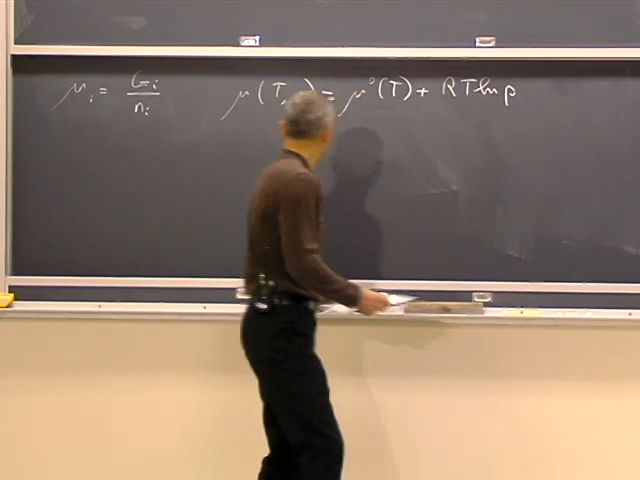 μᵢ = Gᵢ/nᵢ
μ(T, ) = μ°(T) + RT ln p